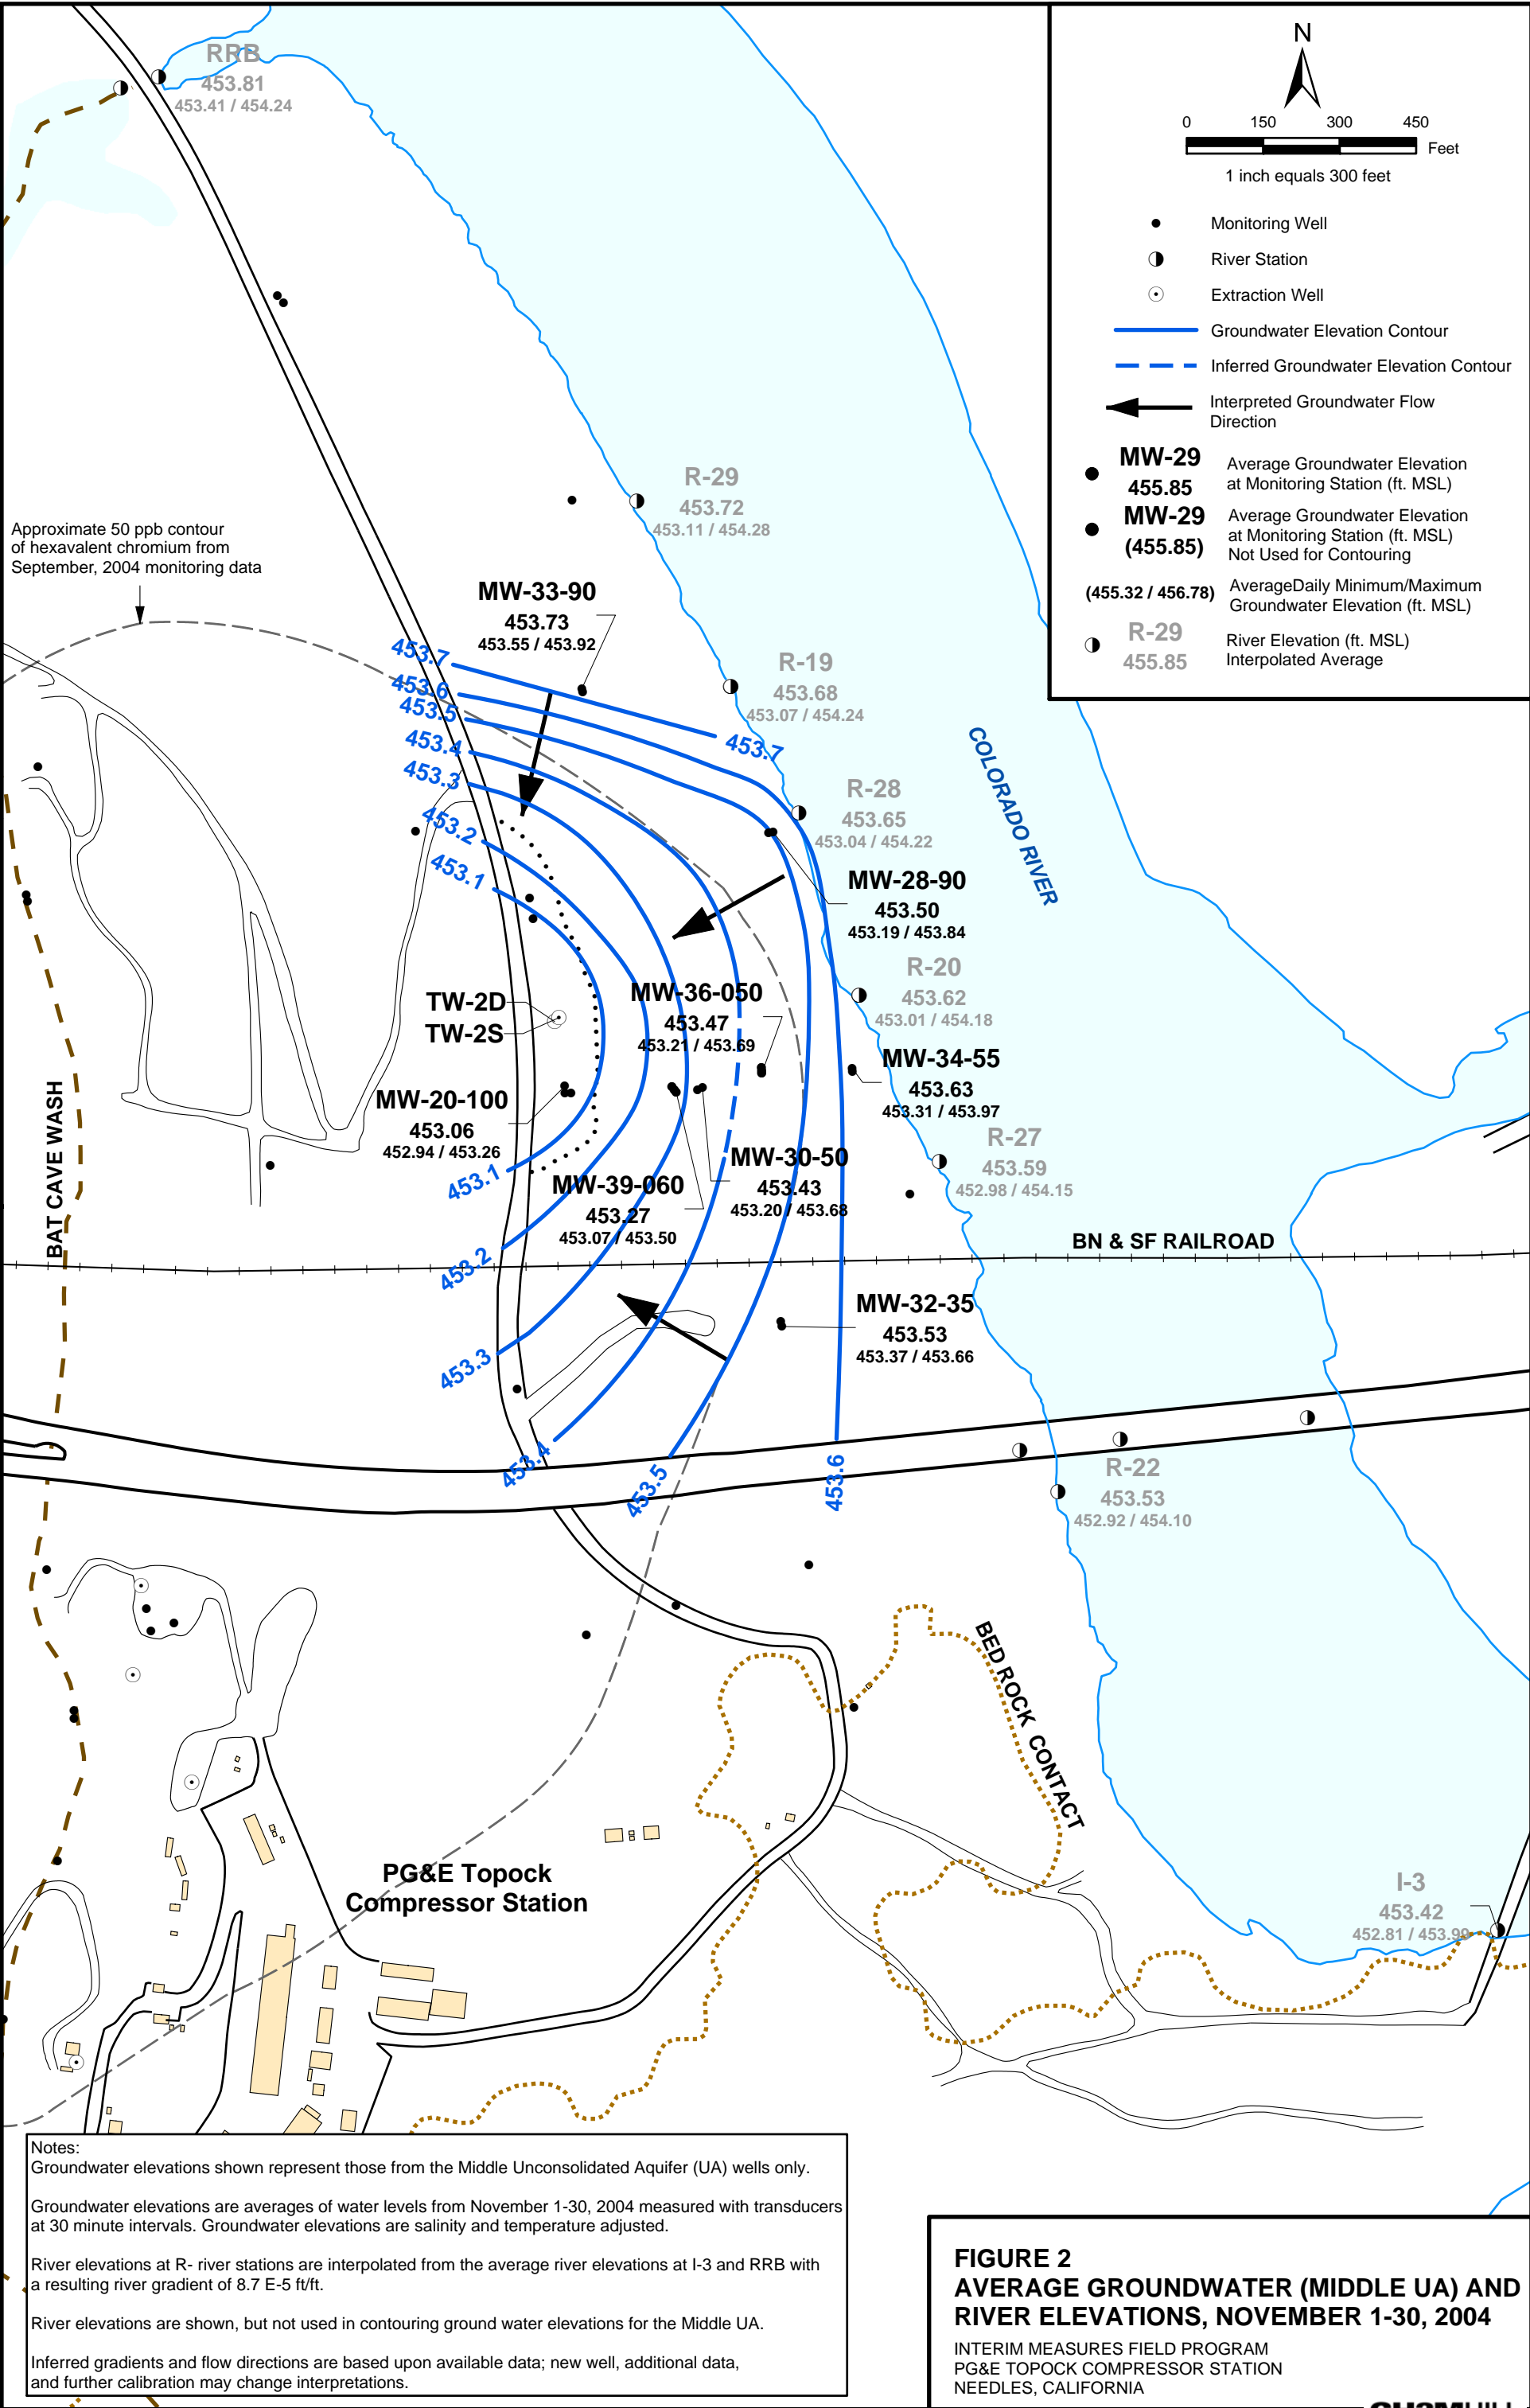 RRB
453.81
453.41 / 454.24
N
0 150 300 450
Feet
1 inch equals 300 feet
Monitoring Well
River Station
Extraction Well
Groundwater Elevation Contour
Inferred Groundwater Elevation Contour
Interpreted Groundwater Flow
Direction
MW-29
455.85
Average Groundwater Elevation
at Monitoring Station (ft. MSL)
MW-29
(455.85)
Average Groundwater Elevation
at Monitoring Station (ft. MSL)
Not Used for Contouring
(455.32 / 456.78)
AverageDaily Minimum/Maximum
Groundwater Elevation (ft. MSL)
R-29
455.85
River Elevation (ft. MSL)
Interpolated Average
R-29
453.72
453.11 / 454.28
Approximate 50 ppb contour
of hexavalent chromium from
September, 2004 monitoring data
MW-33-90
453.73
453.55 / 453.92
453.7
453.6
453.5
453.4
453.3
453.2
453.1
R-19
453.68
453.07 / 454.24
453.7
COLORADO RIVER
R-28
453.65
453.04 / 454.22
MW-28-90
453.50
453.19 / 453.84
R-20
453.62
453.01 / 454.18
TW-2D
TW-2S
MW-36-050
453.47
453.21 / 453.69
MW-34-55
453.63
453.31 / 453.97
MW-20-100
453.06
452.94 / 453.26
BAT CAVE WASH
R-27
453.59
452.98 / 454.15
MW-30-50
453.43
453.20 / 453.68
MW-39-060
453.27
453.07 / 453.50
453.1
453.2
453.3
453.4
453.5
453.6
BN & SF RAILROAD
MW-32-35
453.53
453.37 / 453.66
R-22
453.53
452.92 / 454.10
BED ROCK CONTACT
PG&E Topock
Compressor Station
I-3
453.42
452.81 / 453.99
Notes:
Groundwater elevations shown represent those from the Middle Unconsolidated Aquifer (UA) wells only.
Groundwater elevations are averages of water levels from November 1-30, 2004 measured with transducers
at 30 minute intervals. Groundwater elevations are salinity and temperature adjusted.
River elevations at R- river stations are interpolated from the average river elevations at I-3 and RRB with
a resulting river gradient of 8.7 E-5 ft/ft.
River elevations are shown, but not used in contouring ground water elevations for the Middle UA.
Inferred gradients and flow directions are based upon available data; new well, additional data,
and further calibration may change interpretations.
FIGURE 2
AVERAGE GROUNDWATER (MIDDLE UA) AND
RIVER ELEVATIONS, NOVEMBER 1-30, 2004
INTERIM MEASURES FIELD PROGRAM
PG&E TOPOCK COMPRESSOR STATION
NEEDLES, CALIFORNIA